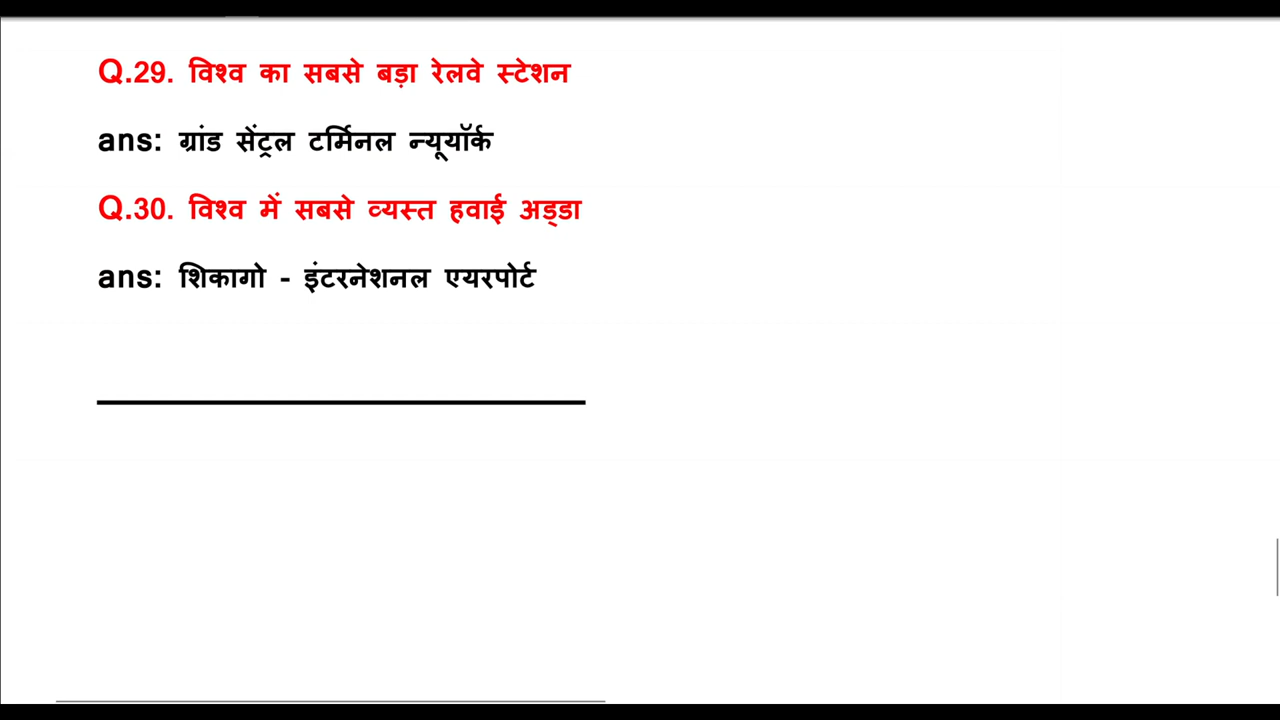 Q.29. विश्व का सबसे बड़ा रेलवे स्टेशन
ans: ग्रांड सेंट्रल टर्मिनल न्यूयॉर्क
Q.30. विश्व में सबसे व्यस्त हवाई अड्डा
ans: शिकागो - इंटरनेशनल एयरपोर्ट